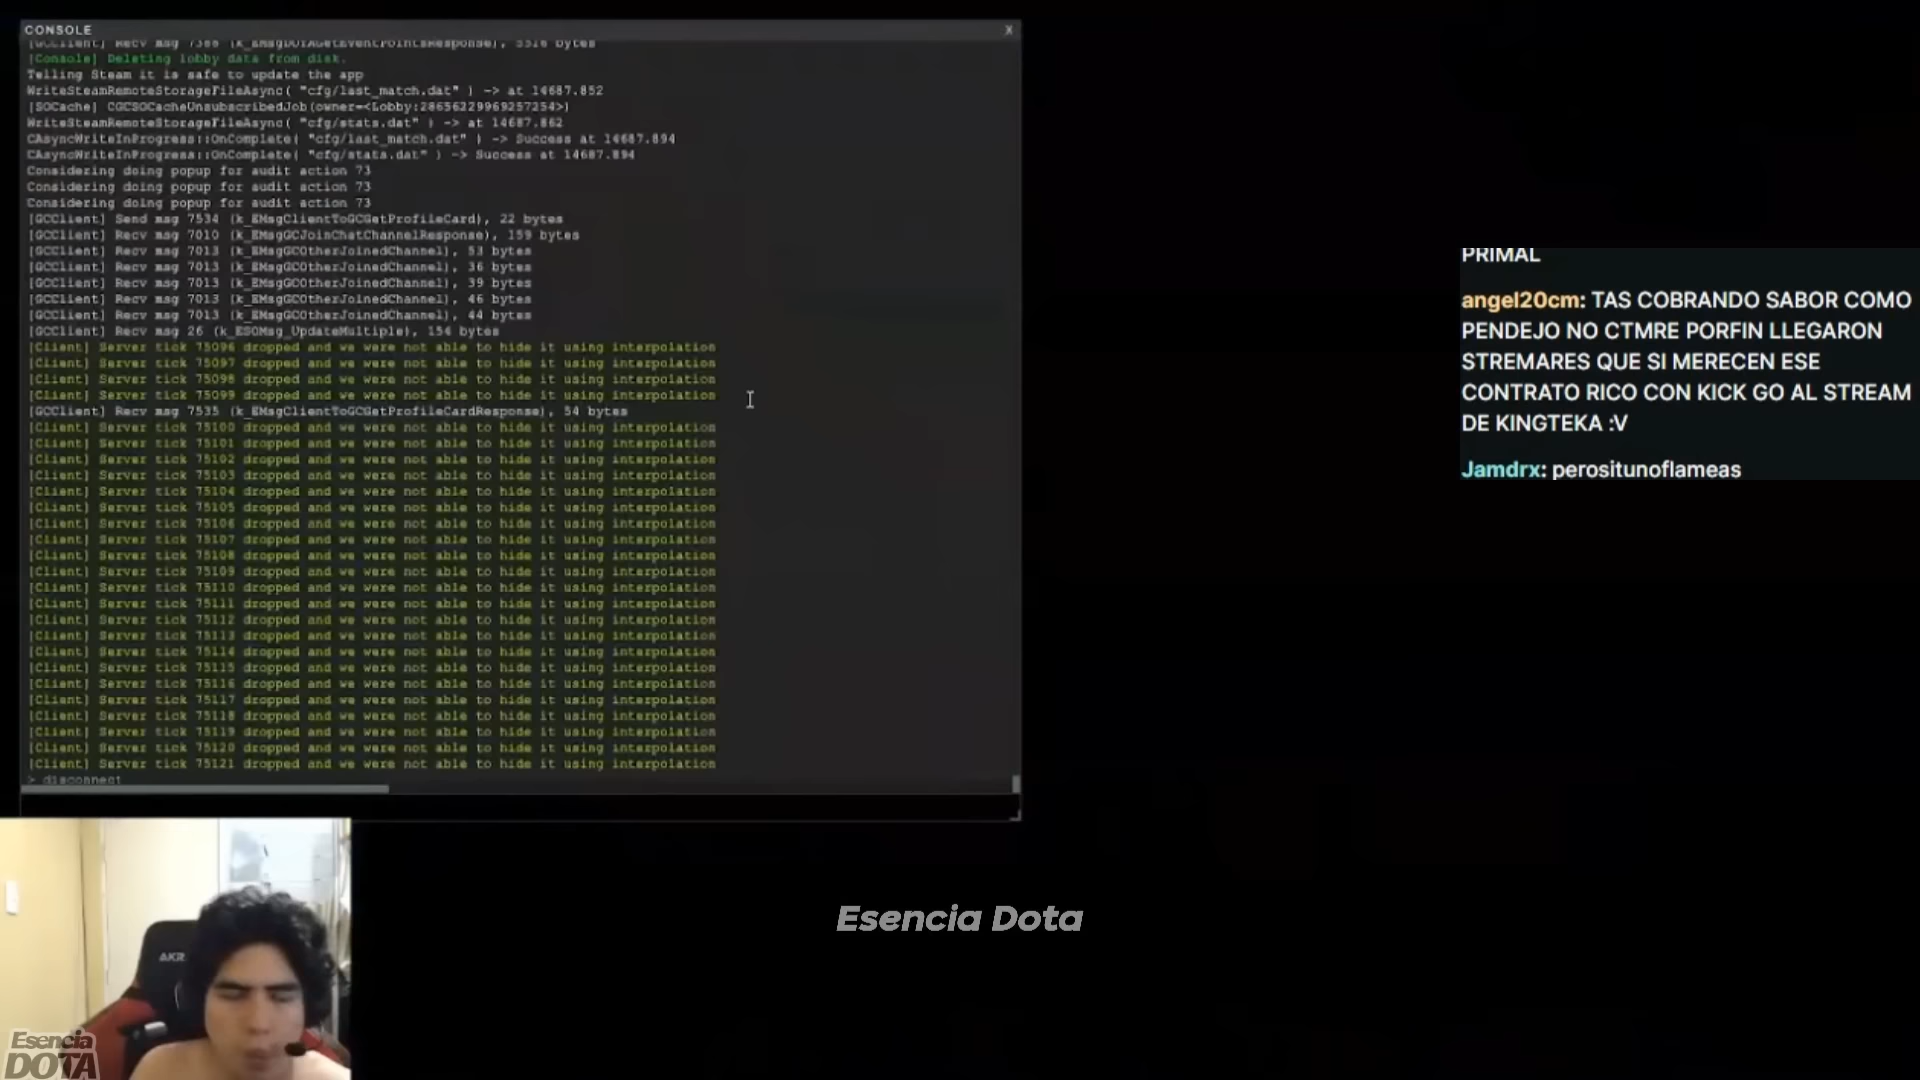 CONSOLE
X
[GCClient] Recv msg 7388 (k_EMsgDOTAGetEventPointsResponse), 3316 bytes
[Console] Deleting lobby data from disk.
Telling Steam it is safe to update the app
WriteSteamRemoteStorageFileAsync( "cfg/last_match.dat" ) -> at 14687.852
[SOCache] CGCSOCacheUnsubscribedJob(owner=<Lobby:28656229969257254>)
WriteSteamRemoteStorageFileAsync( "cfg/stats.dat" ) -> at 14687.862
CAsyncWriteInProgress::OnComplete( "cfg/last_match.dat" ) -> Success at 14687.894
CAsyncWriteInProgress::OnComplete( "cfg/stats.dat" ) -> Success at 14687.894
Considering doing popup for audit action 73
Considering doing popup for audit action 73
Considering doing popup for audit action 73
[GCClient] Send msg 7534 (k_EMsgClientToGCGetProfileCard), 22 bytes
[GCClient] Recv msg 7010 (k_EMsgGCJoinChatChannelResponse), 159 bytes
[GCClient] Recv msg 7013 (k_EMsgGCOtherJoinedChannel), 53 bytes
[GCClient] Recv msg 7013 (k_EMsgGCOtherJoinedChannel), 36 bytes
[GCClient] Recv msg 7013 (k_EMsgGCOtherJoinedChannel), 39 bytes
[GCClient] Recv msg 7013 (k_EMsgGCOtherJoinedChannel), 46 bytes
[GCClient] Recv msg 7013 (k_EMsgGCOtherJoinedChannel), 44 bytes
[GCClient] Recv msg 26 (k_ESOMsg_UpdateMultiple), 154 bytes
[Client] Server tick 75096 dropped and we were not able to hide it using interpolation
[Client] Server tick 75097 dropped and we were not able to hide it using interpolation
[Client] Server tick 75098 dropped and we were not able to hide it using interpolation
[Client] Server tick 75099 dropped and we were not able to hide it using interpolation
[GCClient] Recv msg 7535 (k_EMsgClientToGCGetProfileCardResponse), 54 bytes
[Client] Server tick 75100 dropped and we were not able to hide it using interpolation
[Client] Server tick 75101 dropped and we were not able to hide it using interpolation
[Client] Server tick 75102 dropped and we were not able to hide it using interpolation
[Client] Server tick 75103 dropped and we were not able to hide it using interpolation
[Client] Server tick 75104 dropped and we were not able to hide it using interpolation
[Client] Server tick 75105 dropped and we were not able to hide it using interpolation
[Client] Server tick 75106 dropped and we were not able to hide it using interpolation
[Client] Server tick 75107 dropped and we were not able to hide it using interpolation
[Client] Server tick 75108 dropped and we were not able to hide it using interpolation
[Client] Server tick 75109 dropped and we were not able to hide it using interpolation
[Client] Server tick 75110 dropped and we were not able to hide it using interpolation
[Client] Server tick 75111 dropped and we were not able to hide it using interpolation
[Client] Server tick 75112 dropped and we were not able to hide it using interpolation
[Client] Server tick 75113 dropped and we were not able to hide it using interpolation
[Client] Server tick 75114 dropped and we were not able to hide it using interpolation
[Client] Server tick 75115 dropped and we were not able to hide it using interpolation
[Client] Server tick 75116 dropped and we were not able to hide it using interpolation
[Client] Server tick 75117 dropped and we were not able to hide it using interpolation
[Client] Server tick 75118 dropped and we were not able to hide it using interpolation
[Client] Server tick 75119 dropped and we were not able to hide it using interpolation
[Client] Server tick 75120 dropped and we were not able to hide it using interpolation
[Client] Server tick 75121 dropped and we were not able to hide it using interpolation
> disconnect
PRIMAL
angel20cm: TAS COBRANDO SABOR COMO
PENDEJO NO CTMRE PORFIN LLEGARON
STREMARES QUE SI MERECEN ESE
CONTRATO RICO CON KICK GO AL STREAM
DE KINGTEKA :V
Jamdrx: perositunoflameas
Esencia Dota
AKR
Esencia
DOTA